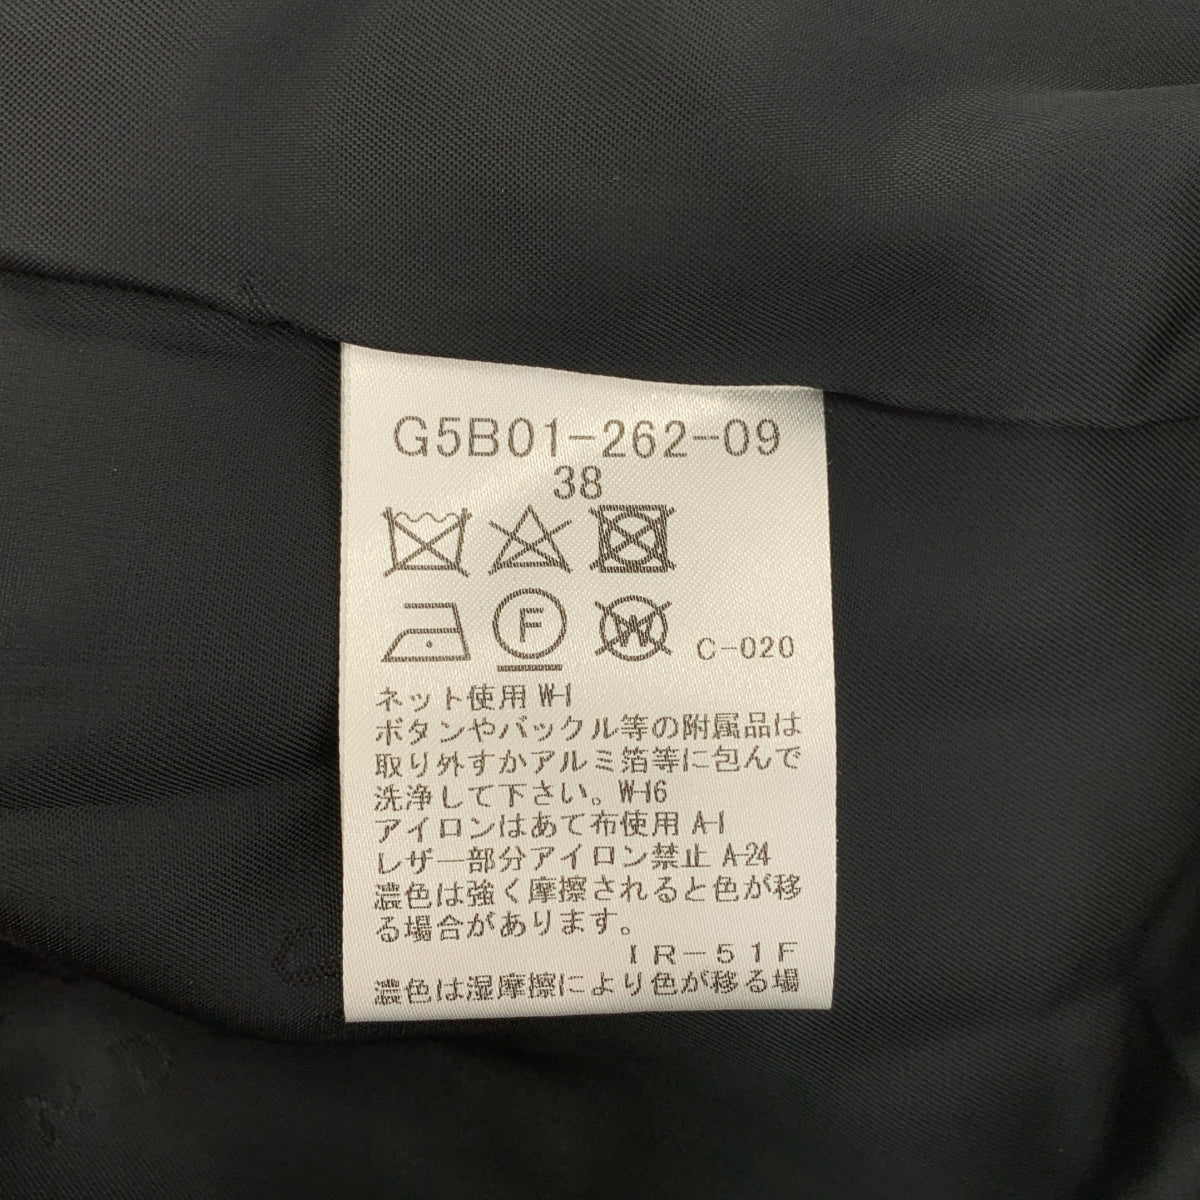 G5B01-262-09
38
F
W
C-020
ネット使用 W-1
ボタンやバックル等の附属品は
取り外すかアルミ箔等に包んで
洗浄して下さい。W-16
アイロンはあて布使用 A-1
レザー部分アイロン禁止 A-24
濃色は強く摩擦されると色が移
る場合があります。
IR-51F
濃色は湿摩擦により色が移る場